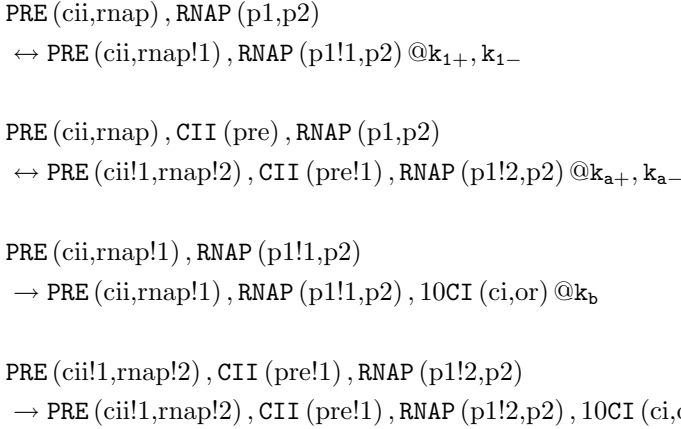 PRE (cii,rnap) , RNAP (p1,p2)
↔ PRE (cii,rnap!1) , RNAP (p1!1,p2) @k₁₊, k₁₋
PRE (cii,rnap) , CII (pre) , RNAP (p1,p2)
↔ PRE (cii!1,rnap!2) , CII (pre!1) , RNAP (p1!2,p2) @kₐ₊, kₐ₋
PRE (cii,rnap!1) , RNAP (p1!1,p2)
→ PRE (cii,rnap!1) , RNAP (p1!1,p2) , 10CI (ci,or) @k_b
PRE (cii!1,rnap!2) , CII (pre!1) , RNAP (p1!2,p2)
→ PRE (cii!1,rnap!2) , CII (pre!1) , RNAP (p1!2,p2) , 10CI (ci,